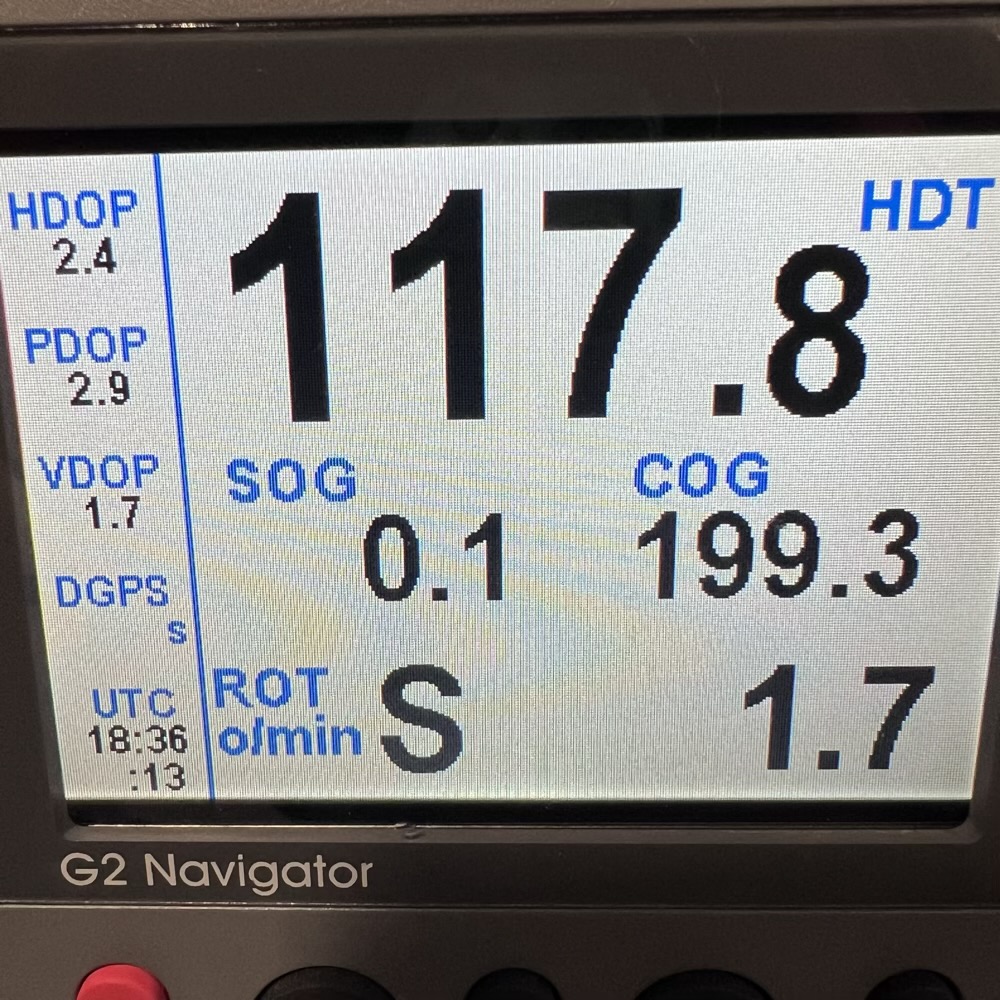 HDOP
2.4
PDOP
2.9
VDOP
1.7
DGPS
s
UTC
18:36
:13
117.8 HDT
SOG COG
0.1 199.3
ROT
o/min S 1.7
G2 Navigator